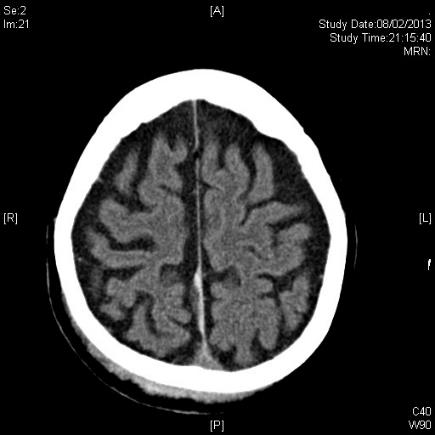 Se:2
Im:21
[A]
.
Study Date:08/02/2013
Study Time:21:15:40
MRN:
[R]
[L]
[P]
C40
W90